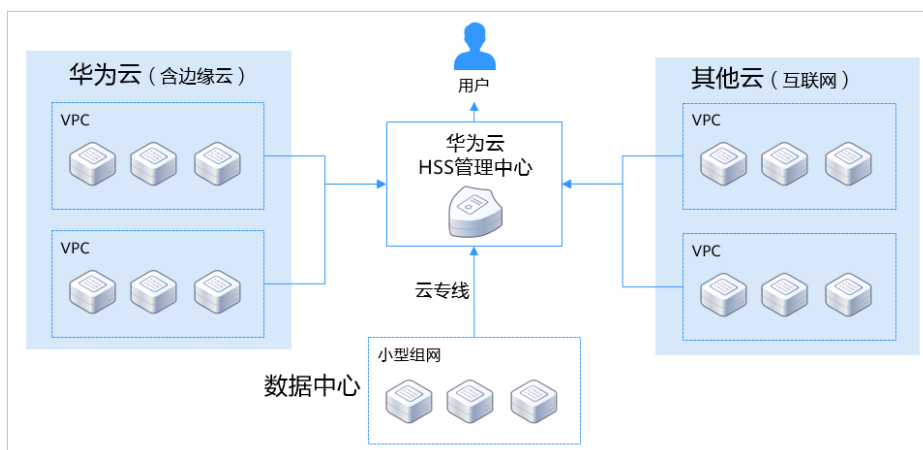 用户
华为云（含边缘云）
VPC
VPC
华为云
HSS管理中心
其他云（互联网）
VPC
VPC
云专线
数据中心
小型组网